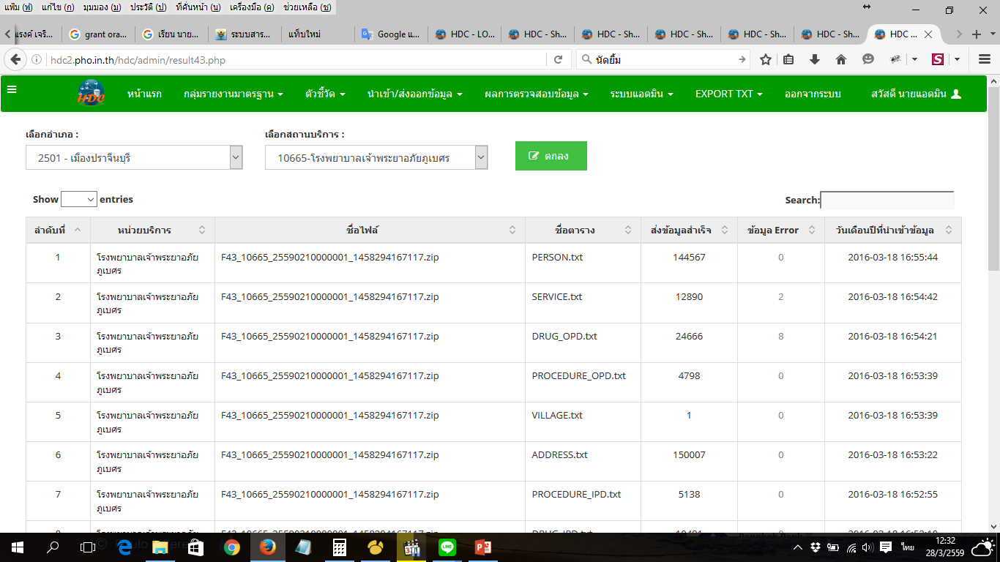 แฟ้ม (ฟ) แก้ไข (ก) มุมมอง (ม) ประวัติ (ป) ที่คั่นหน้า (น) เครื่องมือ (ค) ช่วยเหลือ (ช)
แรงค์ เจริ... grant ora... เรียน นาย... ระบบสาร... แท็บใหม่ Google แ... HDC - LO... HDC - Sh... HDC - Sh... HDC - Sh... HDC - Sh... HDC - Sh... HDC ...
hdc2.pho.in.th/hdc/admin/result43.php นัดยิ้ม
HDC หน้าแรก กลุ่มรายงานมาตรฐาน ตัวชี้วัด นำเข้า/ส่งออกข้อมูล ผลการตรวจสอบข้อมูล ระบบแอดมิน EXPORT TXT ออกจากระบบ สวัสดี นายแอดมิน
เลือกอำเภอ : เลือกสถานบริการ :
2501 - เมืองปราจีนบุรี 10665-โรงพยาบาลเจ้าพระยาอภัยภูเบศร ตกลง
Show entries Search:
ลำดับที่ หน่วยบริการ ชื่อไฟล์ ชื่อตาราง ส่งข้อมูลสำเร็จ ข้อมูล Error วันเดือนปีที่นำเข้าข้อมูล
1 โรงพยาบาลเจ้าพระยาอภัย F43_10665_25590210000001_1458294167117.zip PERSON.txt 144567 0 2016-03-18 16:55:44
ภูเบศร
2 โรงพยาบาลเจ้าพระยาอภัย F43_10665_25590210000001_1458294167117.zip SERVICE.txt 12890 2 2016-03-18 16:54:42
ภูเบศร
3 โรงพยาบาลเจ้าพระยาอภัย F43_10665_25590210000001_1458294167117.zip DRUG_OPD.txt 24666 8 2016-03-18 16:54:21
ภูเบศร
4 โรงพยาบาลเจ้าพระยาอภัย F43_10665_25590210000001_1458294167117.zip PROCEDURE_OPD.txt 4798 0 2016-03-18 16:53:39
ภูเบศร
5 โรงพยาบาลเจ้าพระยาอภัย F43_10665_25590210000001_1458294167117.zip VILLAGE.txt 1 0 2016-03-18 16:53:39
ภูเบศร
6 โรงพยาบาลเจ้าพระยาอภัย F43_10665_25590210000001_1458294167117.zip ADDRESS.txt 150007 0 2016-03-18 16:53:22
ภูเบศร
7 โรงพยาบาลเจ้าพระยาอภัย F43_10665_25590210000001_1458294167117.zip PROCEDURE_IPD.txt 5138 0 2016-03-18 16:52:55
ภูเบศร
ไทย 12:32
28/3/2559